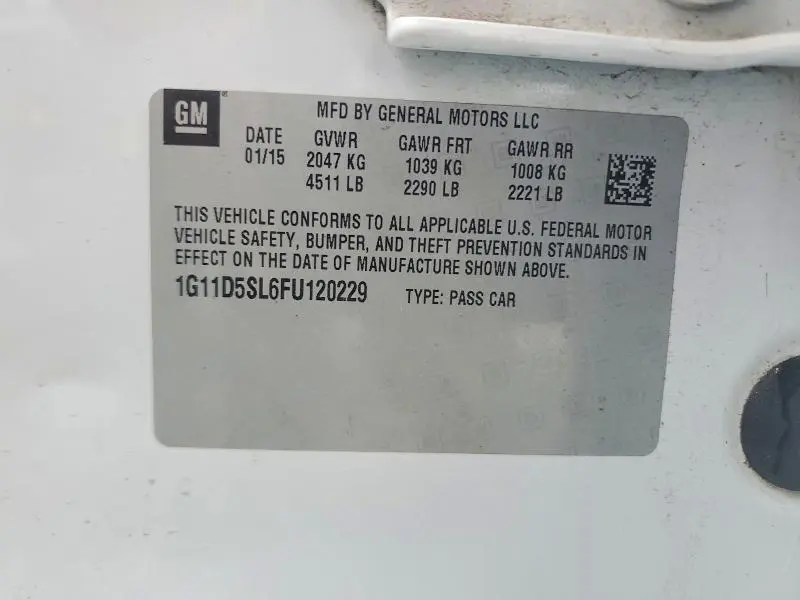 GM
MFD BY GENERAL MOTORS LLC
DATE GVWR GAWR FRT GAWR RR
01/15 2047 KG 1039 KG 1008 KG
4511 LB 2290 LB 2221 LB
THIS VEHICLE CONFORMS TO ALL APPLICABLE U.S. FEDERAL MOTOR
VEHICLE SAFETY, BUMPER, AND THEFT PREVENTION STANDARDS IN
EFFECT ON THE DATE OF MANUFACTURE SHOWN ABOVE.
1G11D5SL6FU120229 TYPE: PASS CAR